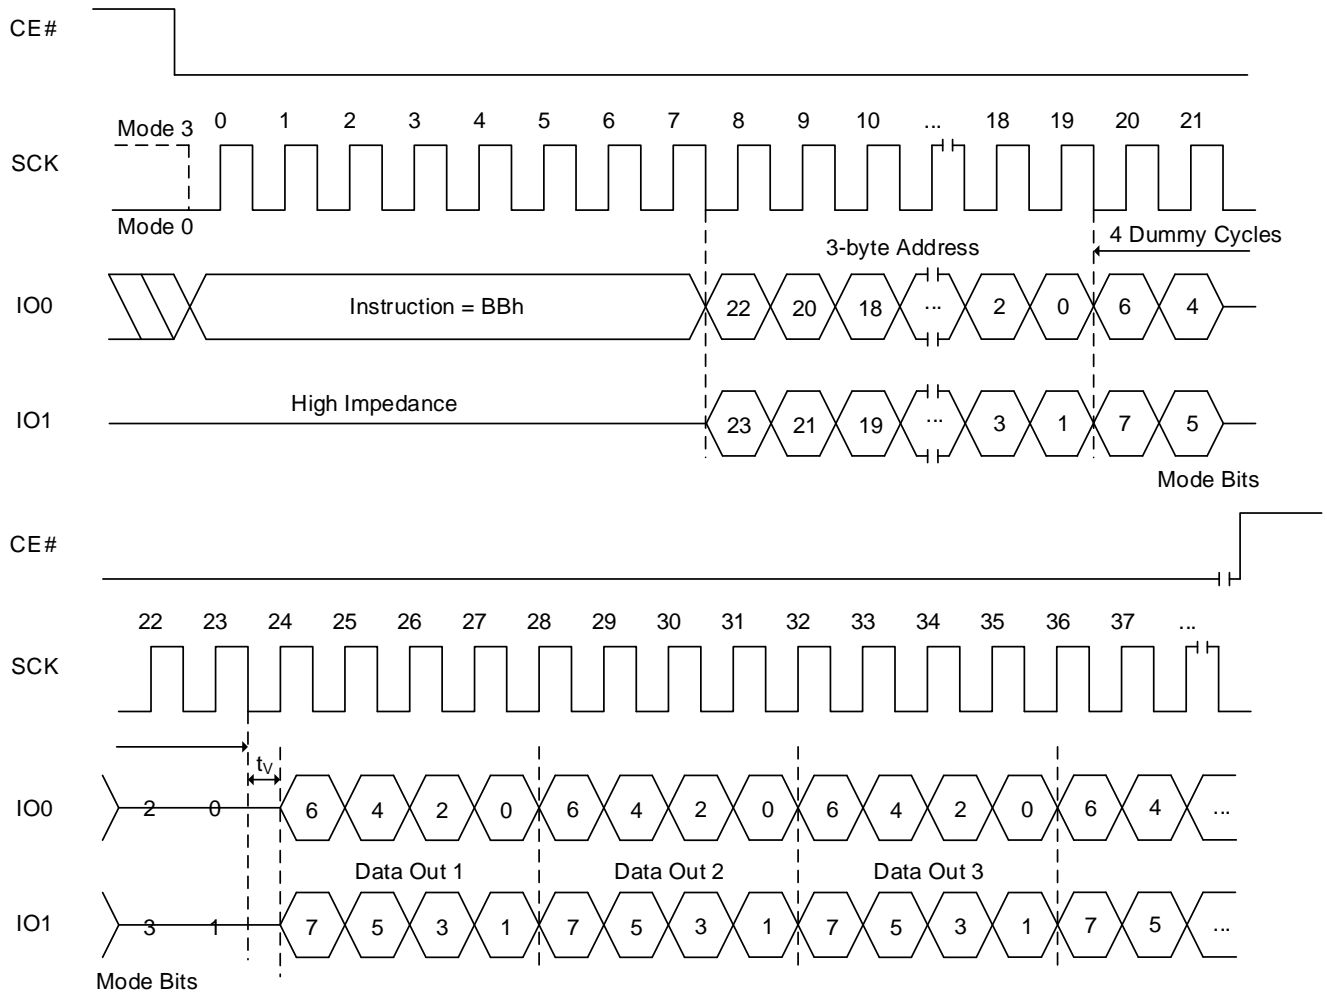 CE#
Mode 3 0 1 2 3 4 5 6 7 8 9 10 ... 18 19 20 21
SCK
Mode 0
3-byte Address 4 Dummy Cycles
IO0 Instruction = BBh 22 20 18 ... 2 0 6 4
High Impedance
IO1 23 21 19 ... 3 1 7 5
Mode Bits
CE#
22 23 24 25 26 27 28 29 30 31 32 33 34 35 36 37 ...
SCK
tV
IO0 2 0 6 4 2 0 6 4 2 0 6 4 2 0 6 4 ...
Data Out 1 Data Out 2 Data Out 3
IO1 3 1 7 5 3 1 7 5 3 1 7 5 3 1 7 5 ...
Mode Bits